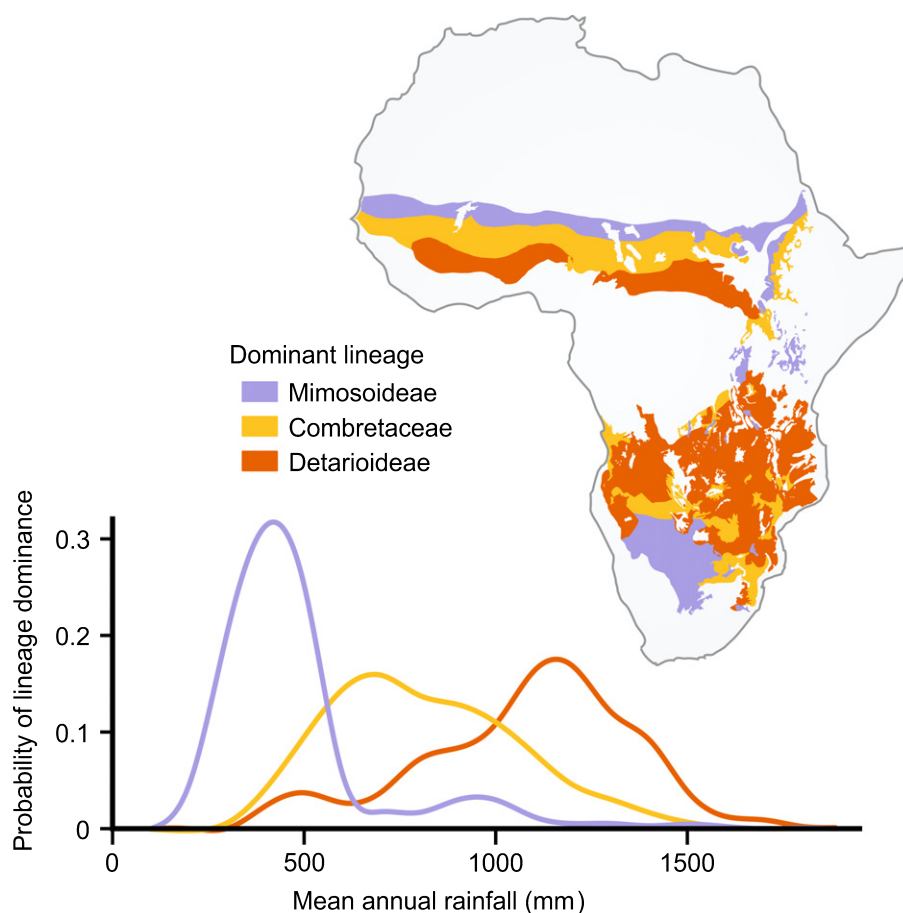 Dominant lineage
Mimosoideae
Combretaceae
Detarioideae
Probability of lineage dominance
0.3
0.2
0.1
0
0
500
1000
1500
Mean annual rainfall (mm)